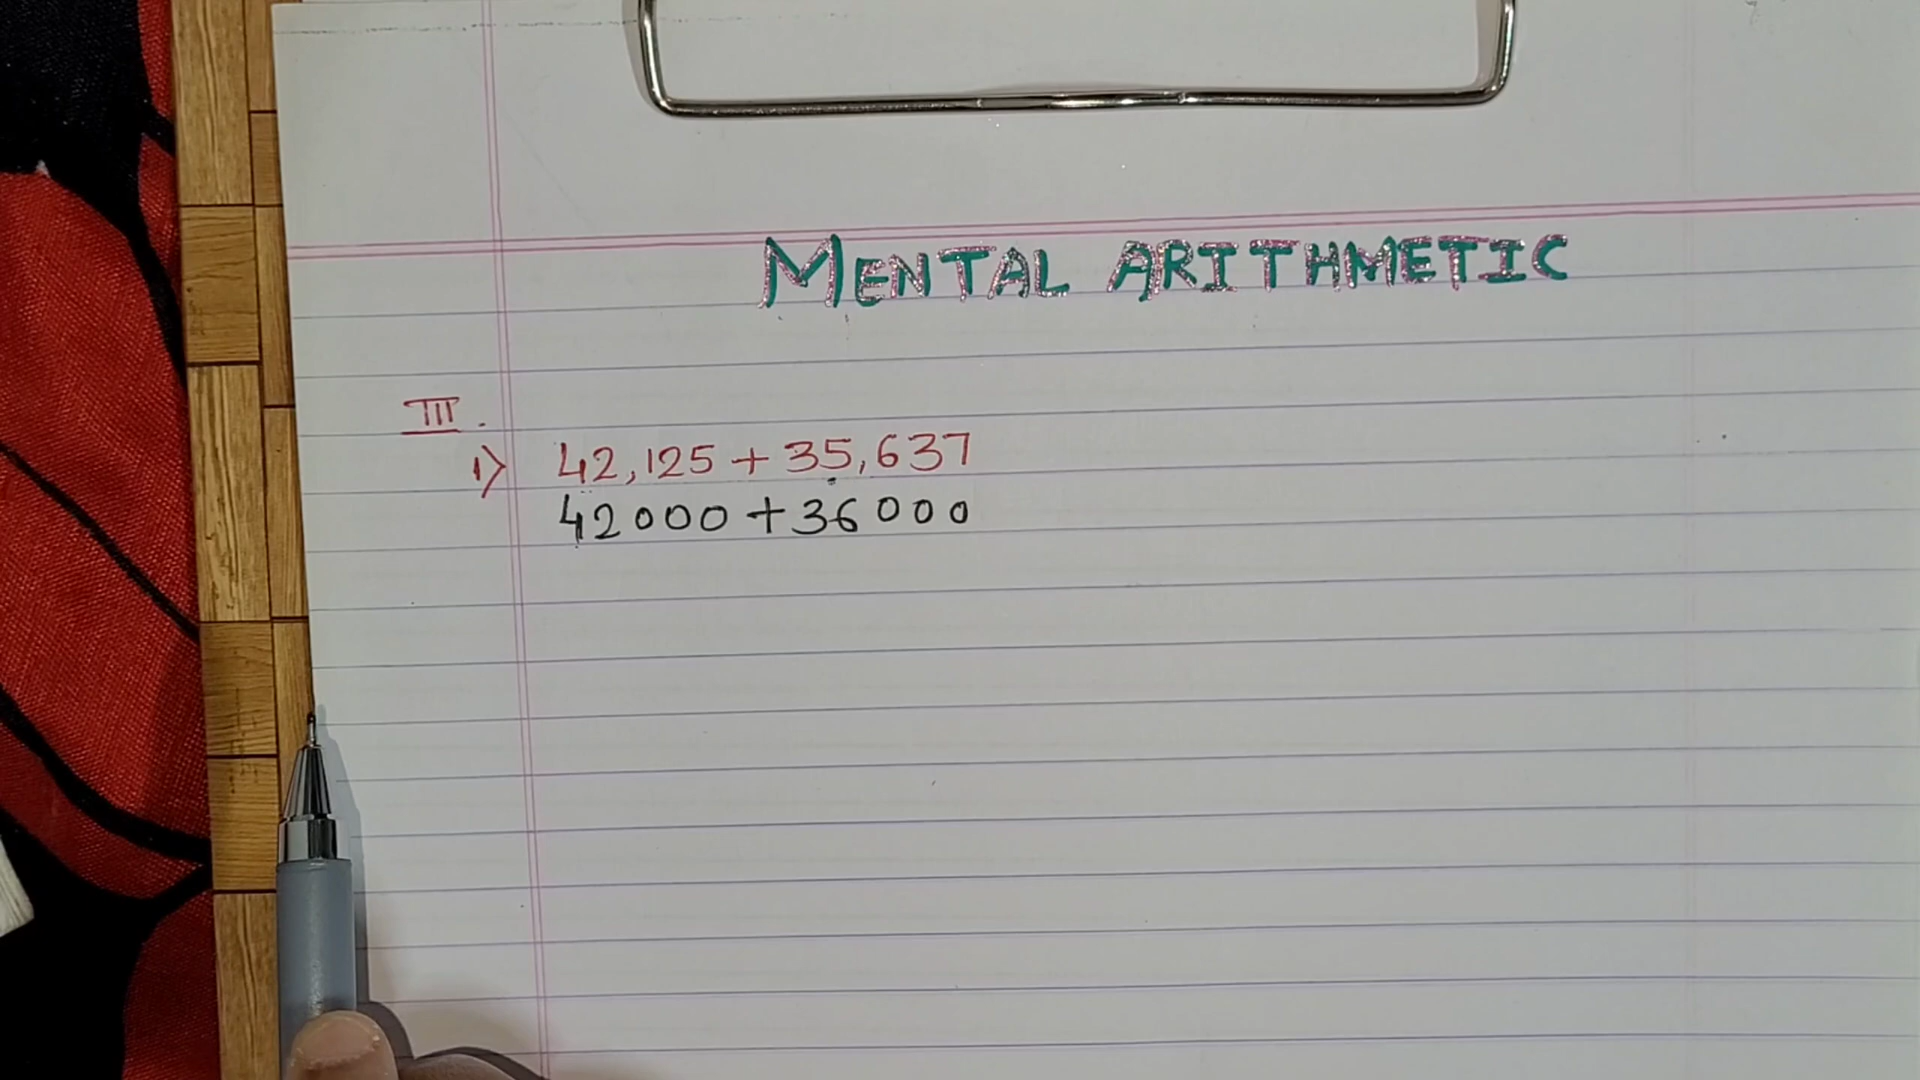 MENTAL ARITHMETIC
III.
1) 42,125 + 35,637
42000 + 36000